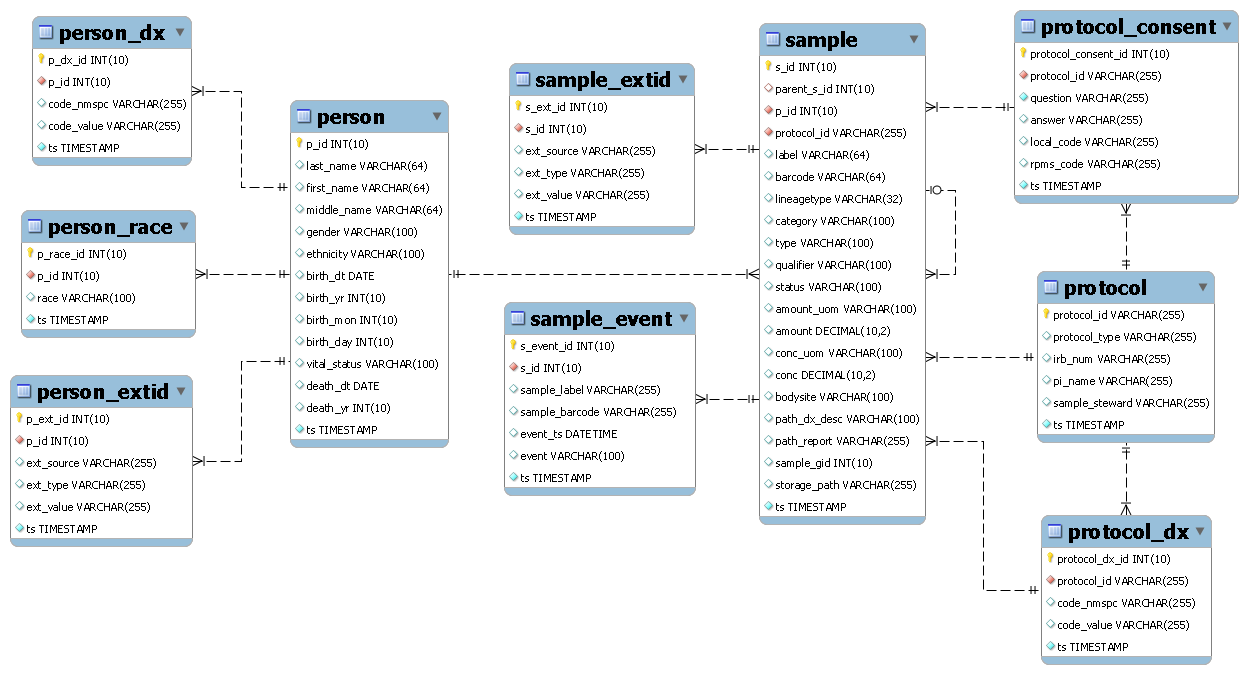 person_dx
p_dx_id INT(10)
p_id INT(10)
code_nmspc VARCHAR(255)
code_value VARCHAR(255)
ts TIMESTAMP
person_race
p_race_id INT(10)
p_id INT(10)
race VARCHAR(100)
ts TIMESTAMP
person_extid
p_ext_id INT(10)
p_id INT(10)
ext_source VARCHAR(255)
ext_type VARCHAR(255)
ext_value VARCHAR(255)
ts TIMESTAMP
person
p_id INT(10)
last_name VARCHAR(64)
first_name VARCHAR(64)
middle_name VARCHAR(64)
gender VARCHAR(100)
ethnicity VARCHAR(100)
birth_dt DATE
birth_yr INT(10)
birth_mon INT(10)
birth_day INT(10)
vital_status VARCHAR(100)
death_dt DATE
death_yr INT(10)
ts TIMESTAMP
sample_extid
s_ext_id INT(10)
s_id INT(10)
ext_source VARCHAR(255)
ext_type VARCHAR(255)
ext_value VARCHAR(255)
ts TIMESTAMP
sample_event
s_event_id INT(10)
s_id INT(10)
sample_label VARCHAR(255)
sample_barcode VARCHAR(255)
event_ts DATETIME
event VARCHAR(100)
ts TIMESTAMP
sample
s_id INT(10)
parent_s_id INT(10)
p_id INT(10)
protocol_id VARCHAR(255)
label VARCHAR(64)
barcode VARCHAR(64)
lineagetype VARCHAR(32)
category VARCHAR(100)
type VARCHAR(100)
qualifier VARCHAR(100)
status VARCHAR(100)
amount_uom VARCHAR(100)
amount DECIMAL(10,2)
conc_uom VARCHAR(100)
conc DECIMAL(10,2)
bodysite VARCHAR(100)
path_dx_desc VARCHAR(100)
path_report VARCHAR(255)
sample_gid INT(10)
storage_path VARCHAR(255)
ts TIMESTAMP
protocol_consent
protocol_consent_id INT(10)
protocol_id VARCHAR(255)
question VARCHAR(255)
answer VARCHAR(255)
local_code VARCHAR(255)
rpms_code VARCHAR(255)
ts TIMESTAMP
protocol
protocol_id VARCHAR(255)
protocol_type VARCHAR(255)
irb_num VARCHAR(255)
pi_name VARCHAR(255)
sample_steward VARCHAR(255)
ts TIMESTAMP
protocol_dx
protocol_dx_id INT(10)
protocol_id VARCHAR(255)
code_nmspc VARCHAR(255)
code_value VARCHAR(255)
ts TIMESTAMP